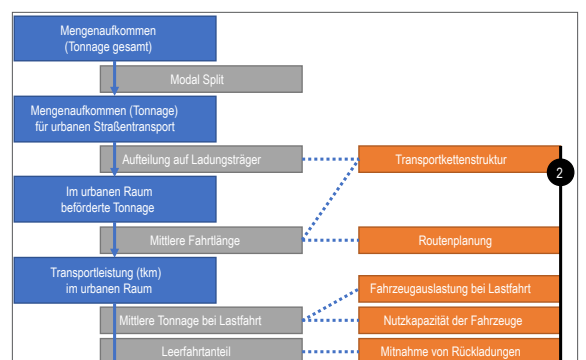 Mengenaufkommen
(Tonnage gesamt)
Modal Split
Mengenaufkommen (Tonnage)
für urbanen Straßentransport
Aufteilung auf Ladungsträger
Transportkettenstruktur
2
Im urbanen Raum
beförderte Tonnage
Mittlere Fahrtlänge
Routenplanung
Transportleistung (tkm)
im urbanen Raum
Fahrzeugauslastung bei Lastfahrt
Mittlere Tonnage bei Lastfahrt
Nutzkapazität der Fahrzeuge
Leerfahrtanteil
Mitnahme von Rückladungen